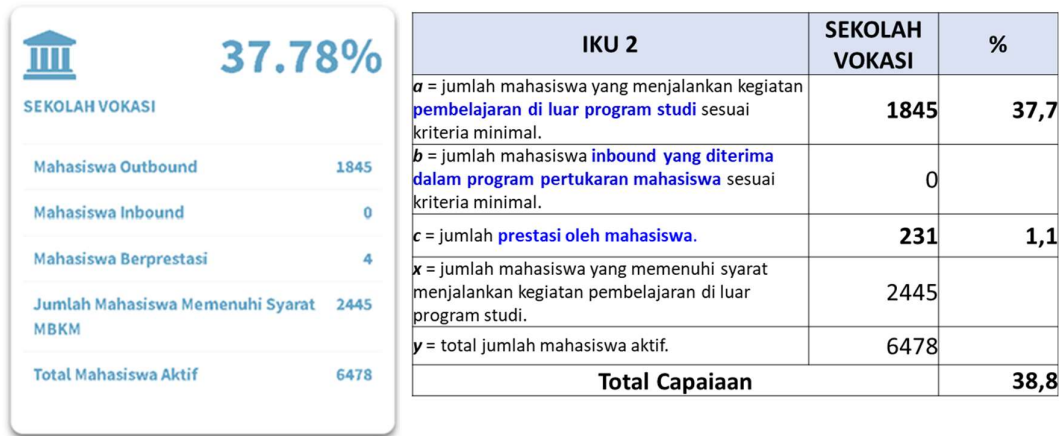 37.78%
SEKOLAH VOKASI
Mahasiswa Outbound 1845
Mahasiswa Inbound 0
Mahasiswa Berprestasi 4
Jumlah Mahasiswa Memenuhi Syarat 2445
MBKM
Total Mahasiswa Aktif 6478
IKU 2
SEKOLAH
VOKASI
%
a = jumlah mahasiswa yang menjalankan kegiatan
pembelajaran di luar program studi sesuai
kriteria minimal.
1845
37,7
b = jumlah mahasiswa inbound yang diterima
dalam program pertukaran mahasiswa sesuai
kriteria minimal.
0
c = jumlah prestasi oleh mahasiswa.
231
1,1
x = jumlah mahasiswa yang memenuhi syarat
menjalankan kegiatan pembelajaran di luar
program studi.
2445
y = total jumlah mahasiswa aktif.
6478
Total Capaiaan
38,8